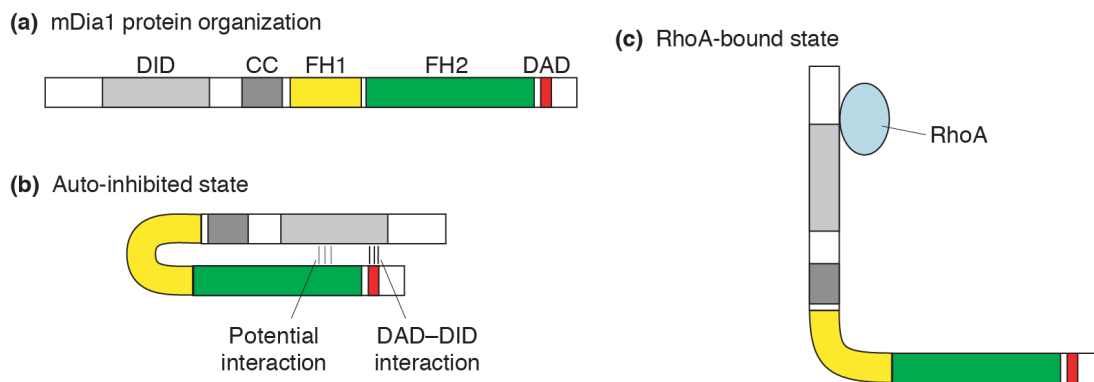 (a) mDia1 protein organization
DID CC FH1 FH2 DAD
(b) Auto-inhibited state
Potential interaction
DAD–DID interaction
(c) RhoA-bound state
RhoA